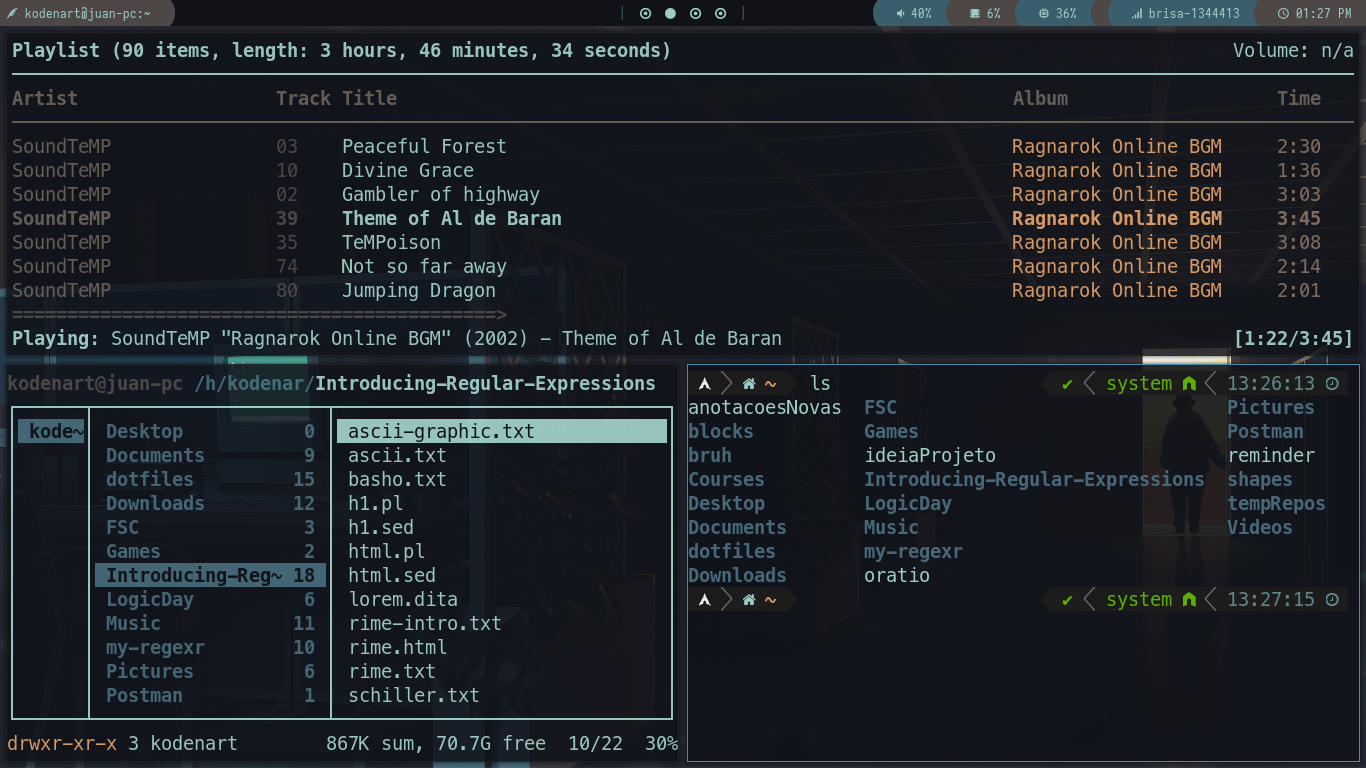 kodenart@juan-pc:~ 40% 6% 36% brisa-1344413 01:27 PM
Playlist (90 items, length: 3 hours, 46 minutes, 34 seconds) Volume: n/a
Artist Track Title Album Time
SoundTeMP 03 Peaceful Forest Ragnarok Online BGM 2:30
SoundTeMP 10 Divine Grace Ragnarok Online BGM 1:36
SoundTeMP 02 Gambler of highway Ragnarok Online BGM 3:03
SoundTeMP 39 Theme of Al de Baran Ragnarok Online BGM 3:45
SoundTeMP 35 TeMPoison Ragnarok Online BGM 3:08
SoundTeMP 74 Not so far away Ragnarok Online BGM 2:14
SoundTeMP 80 Jumping Dragon Ragnarok Online BGM 2:01
============================================>
Playing: SoundTeMP "Ragnarok Online BGM" (2002) – Theme of Al de Baran [1:22/3:45]
kodenart@juan-pc /h/kodenar/Introducing-Regular-Expressions
kode~
Desktop 0
Documents 9
dotfiles 15
Downloads 12
FSC 3
Games 2
Introducing-Reg~ 18
LogicDay 6
Music 11
my-regexr 10
Pictures 6
Postman 1
ascii-graphic.txt
ascii.txt
basho.txt
h1.pl
h1.sed
html.pl
html.sed
lorem.dita
rime-intro.txt
rime.html
rime.txt
schiller.txt
drwxr-xr-x 3 kodenart 867K sum, 70.7G free 10/22 30%
~ ls ✔ system 13:26:13
anotacoesNovas FSC Pictures
blocks Games Postman
bruh ideiaProjeto reminder
Courses Introducing-Regular-Expressions shapes
Desktop LogicDay tempRepos
Documents Music Videos
dotfiles my-regexr
Downloads oratio
~ ✔ system 13:27:15